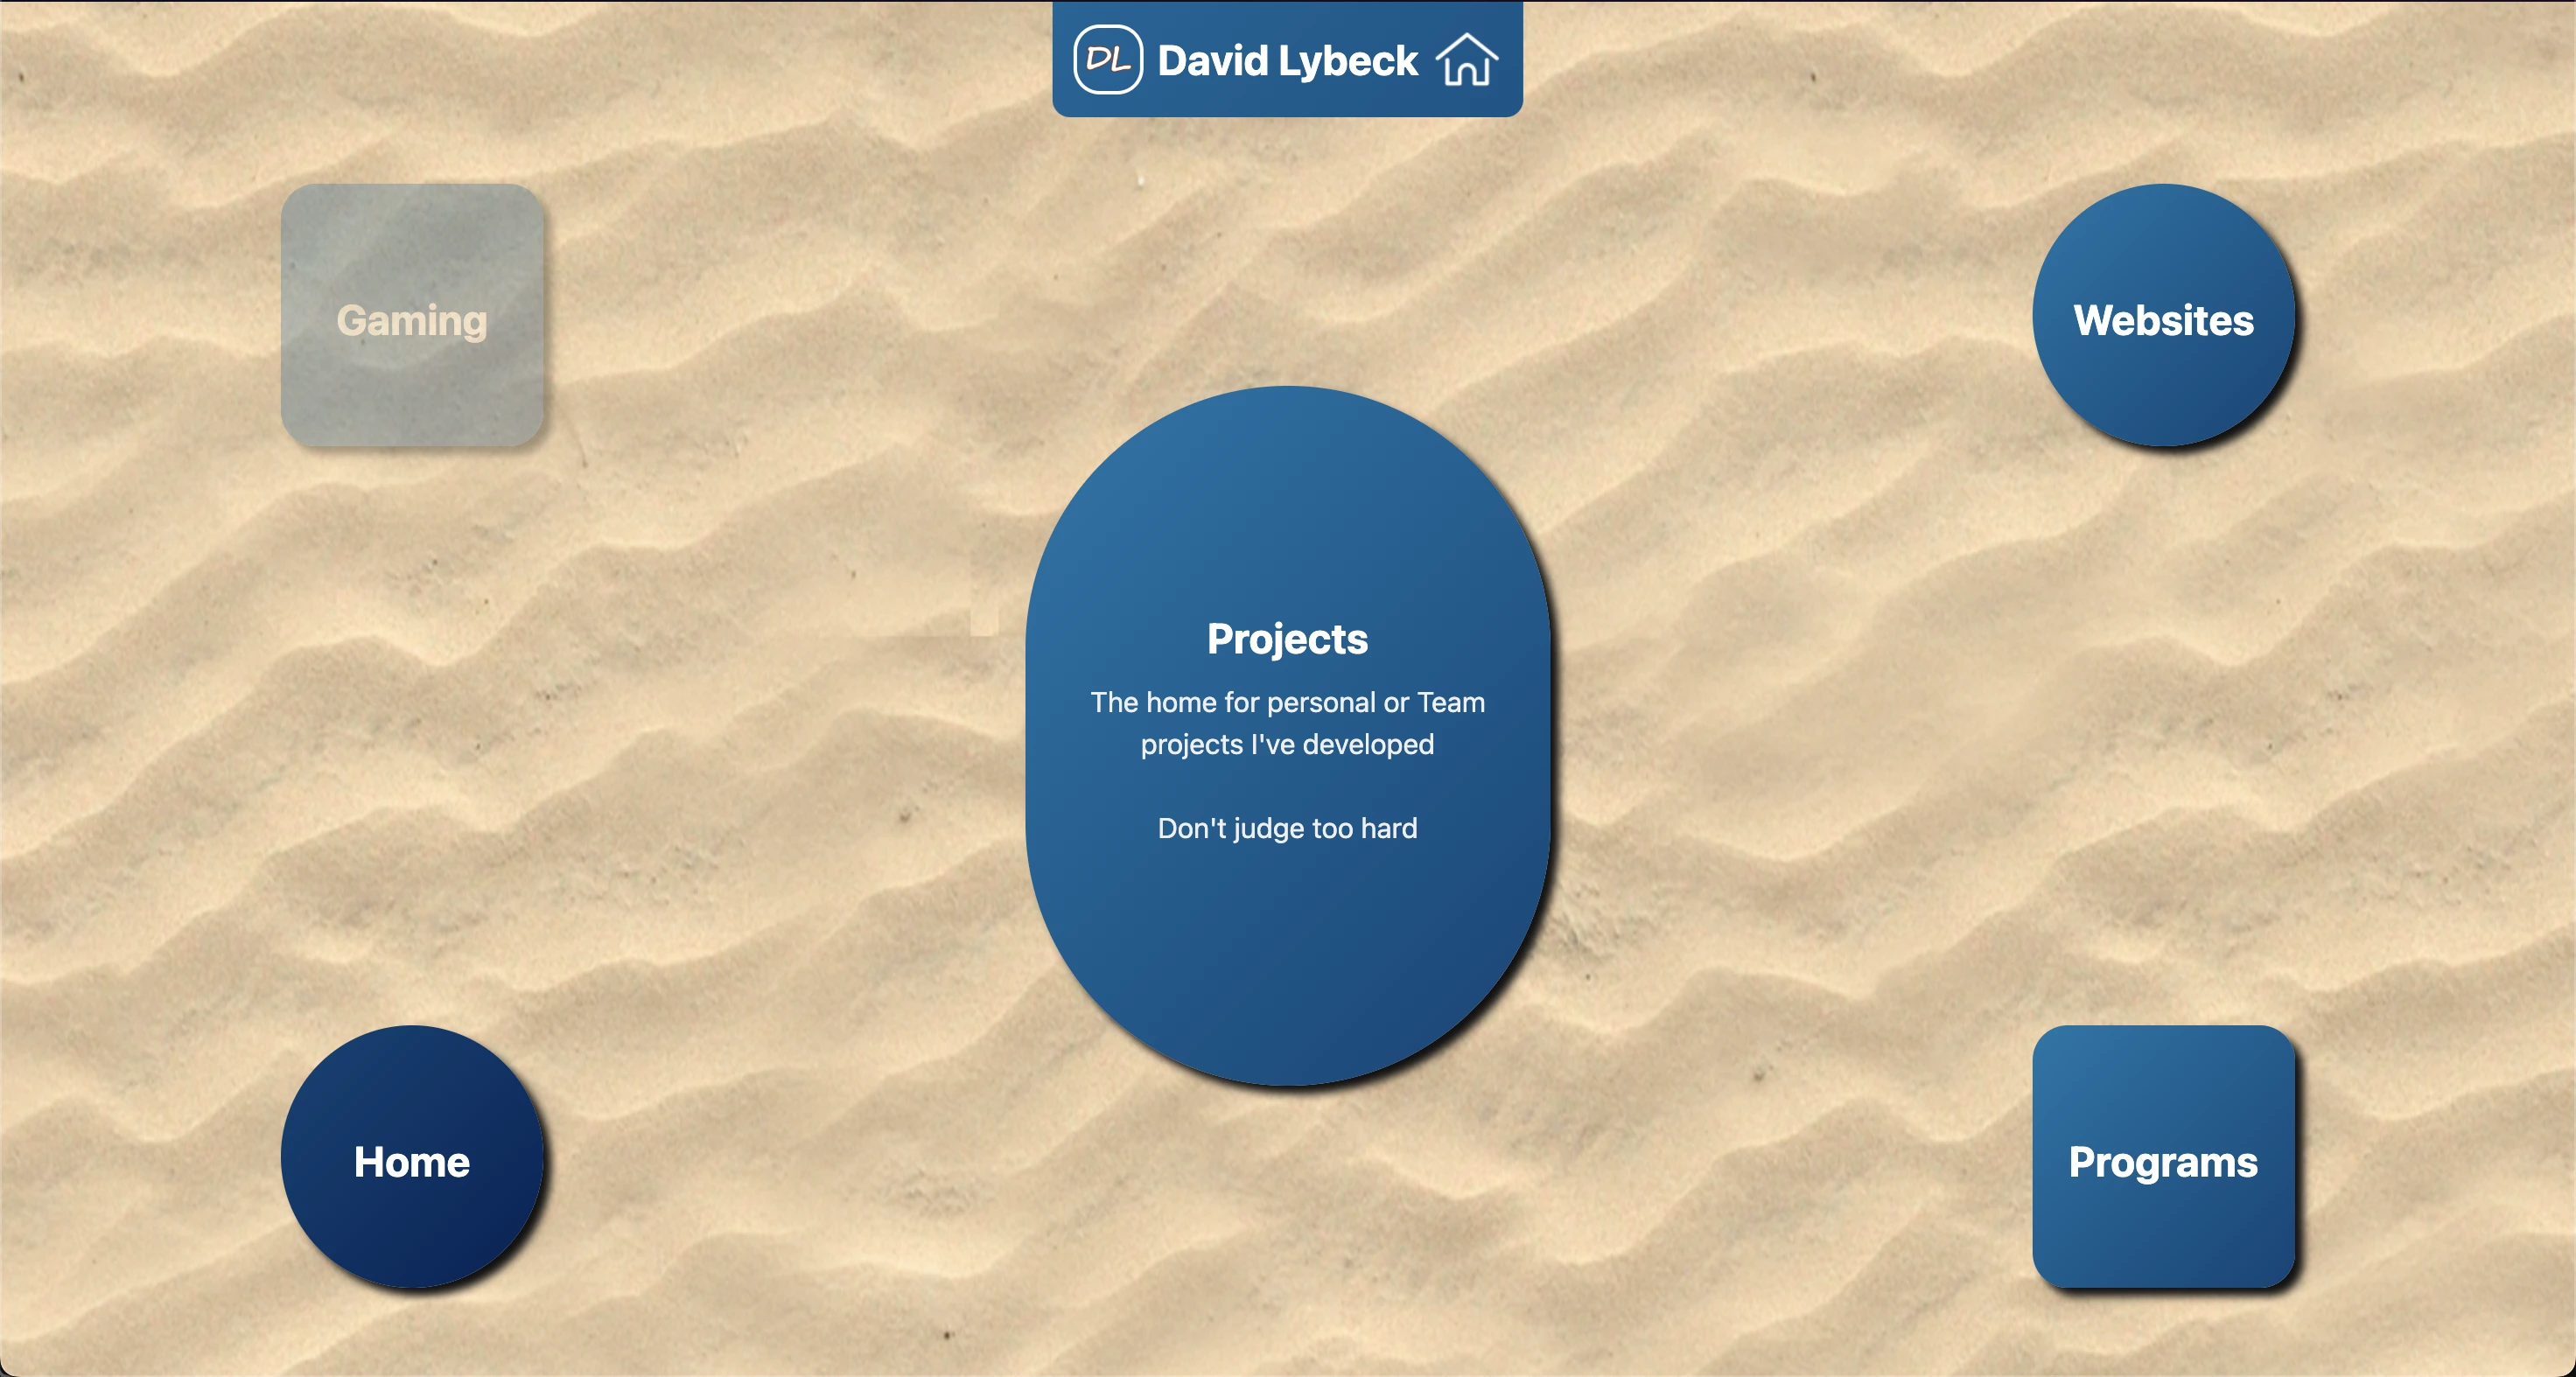 DL David Lybeck
Gaming
Websites
Projects
The home for personal or Team
projects I've developed
Don't judge too hard
Home
Programs